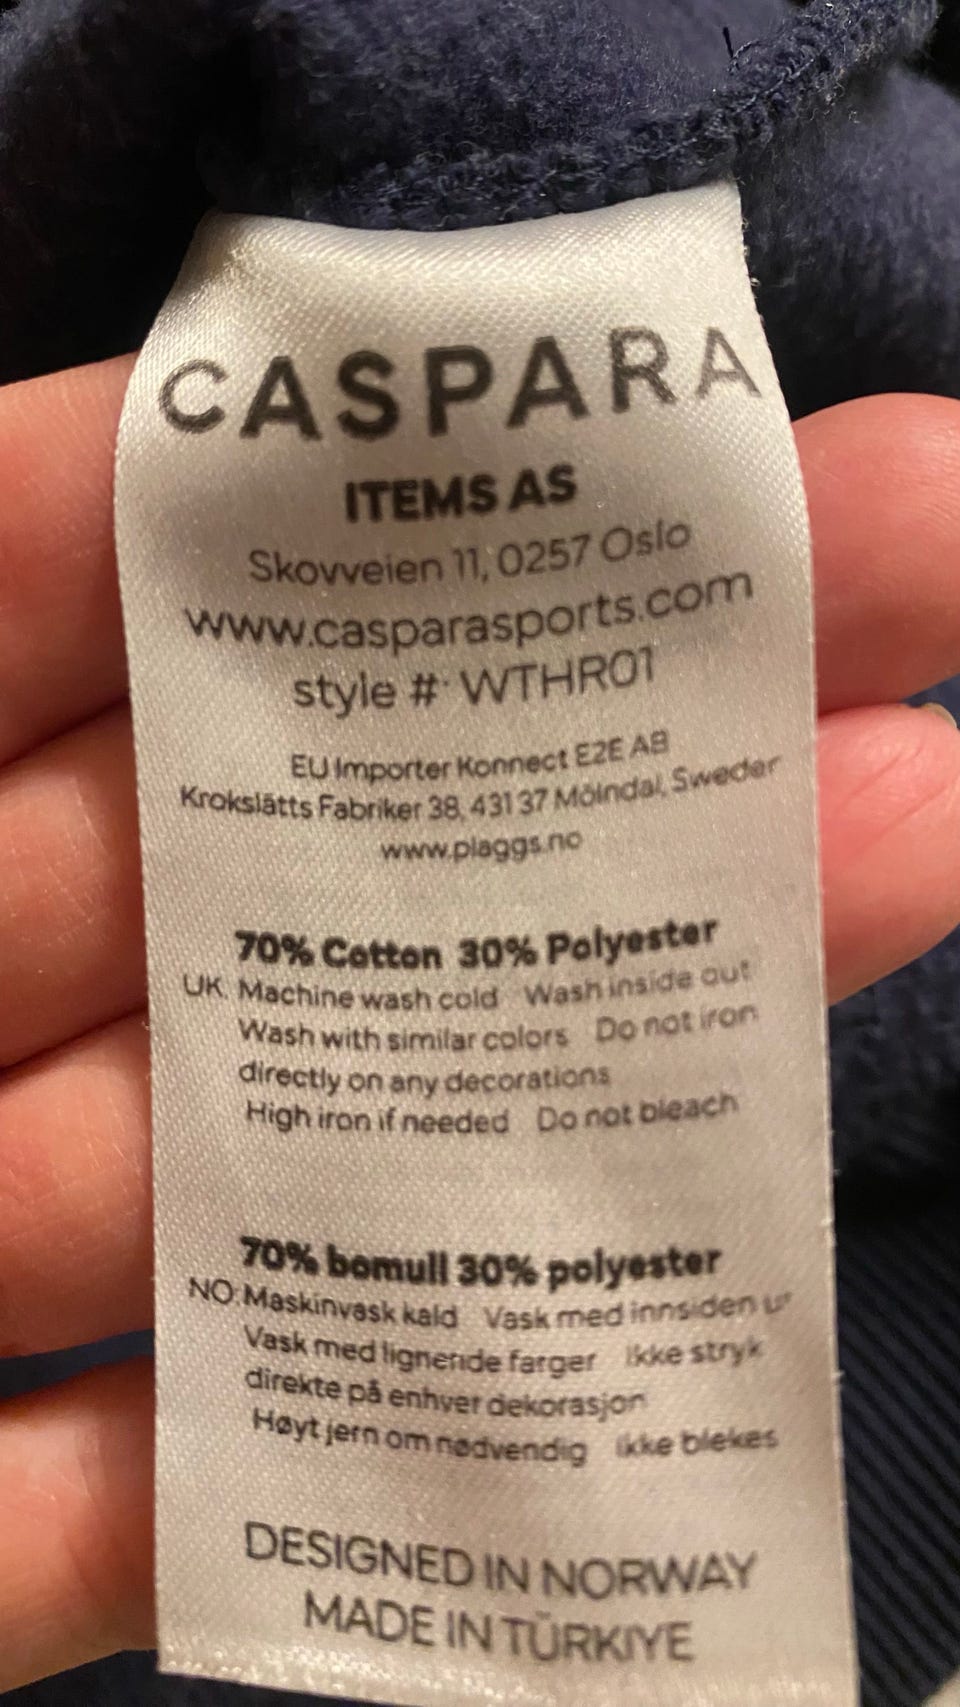 CASPARA
ITEMS AS
Skovveien 11, 0257 Oslo
www.casparasports.com
style #: WTHR01
EU Importer Konnect E2E AB
Krokslätts Fabriker 38, 431 37 Mölndal, Sweden
www.plaggs.no
70% Cotton 30% Polyester
UK: Machine wash cold Wash inside out
Wash with similar colors Do not iron
directly on any decorations
High iron if needed Do not bleach
70% bomull 30% polyester
NO: Maskinvask kald Vask med innsiden ut
Vask med lignende farger Ikke stryk
direkte på enhver dekorasjon
Høyt jern om nødvendig Ikke blekes
DESIGNED IN NORWAY
MADE IN TÜRKIYE